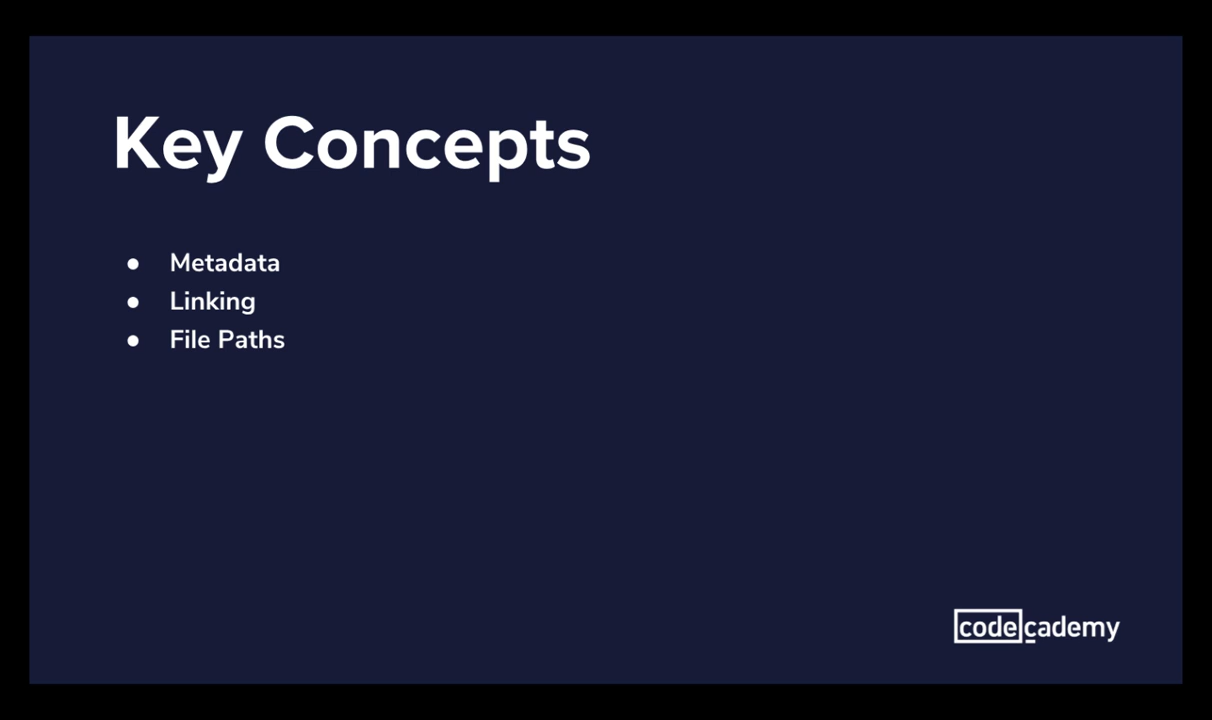 Key Concepts
● Metadata
● Linking
● File Paths
codecademy